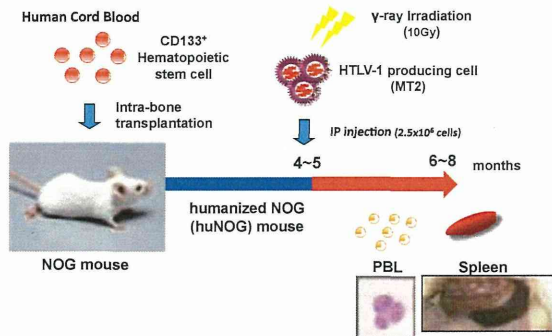 Human Cord Blood
CD133⁺
Hematopoietic
stem cell
Intra-bone
transplantation
γ-ray Irradiation
(10Gy)
HTLV-1 producing cell
(MT2)
IP injection (2.5x10⁶ cells)
4~5
6~8
months
humanized NOG
(huNOG) mouse
NOG mouse
PBL
Spleen